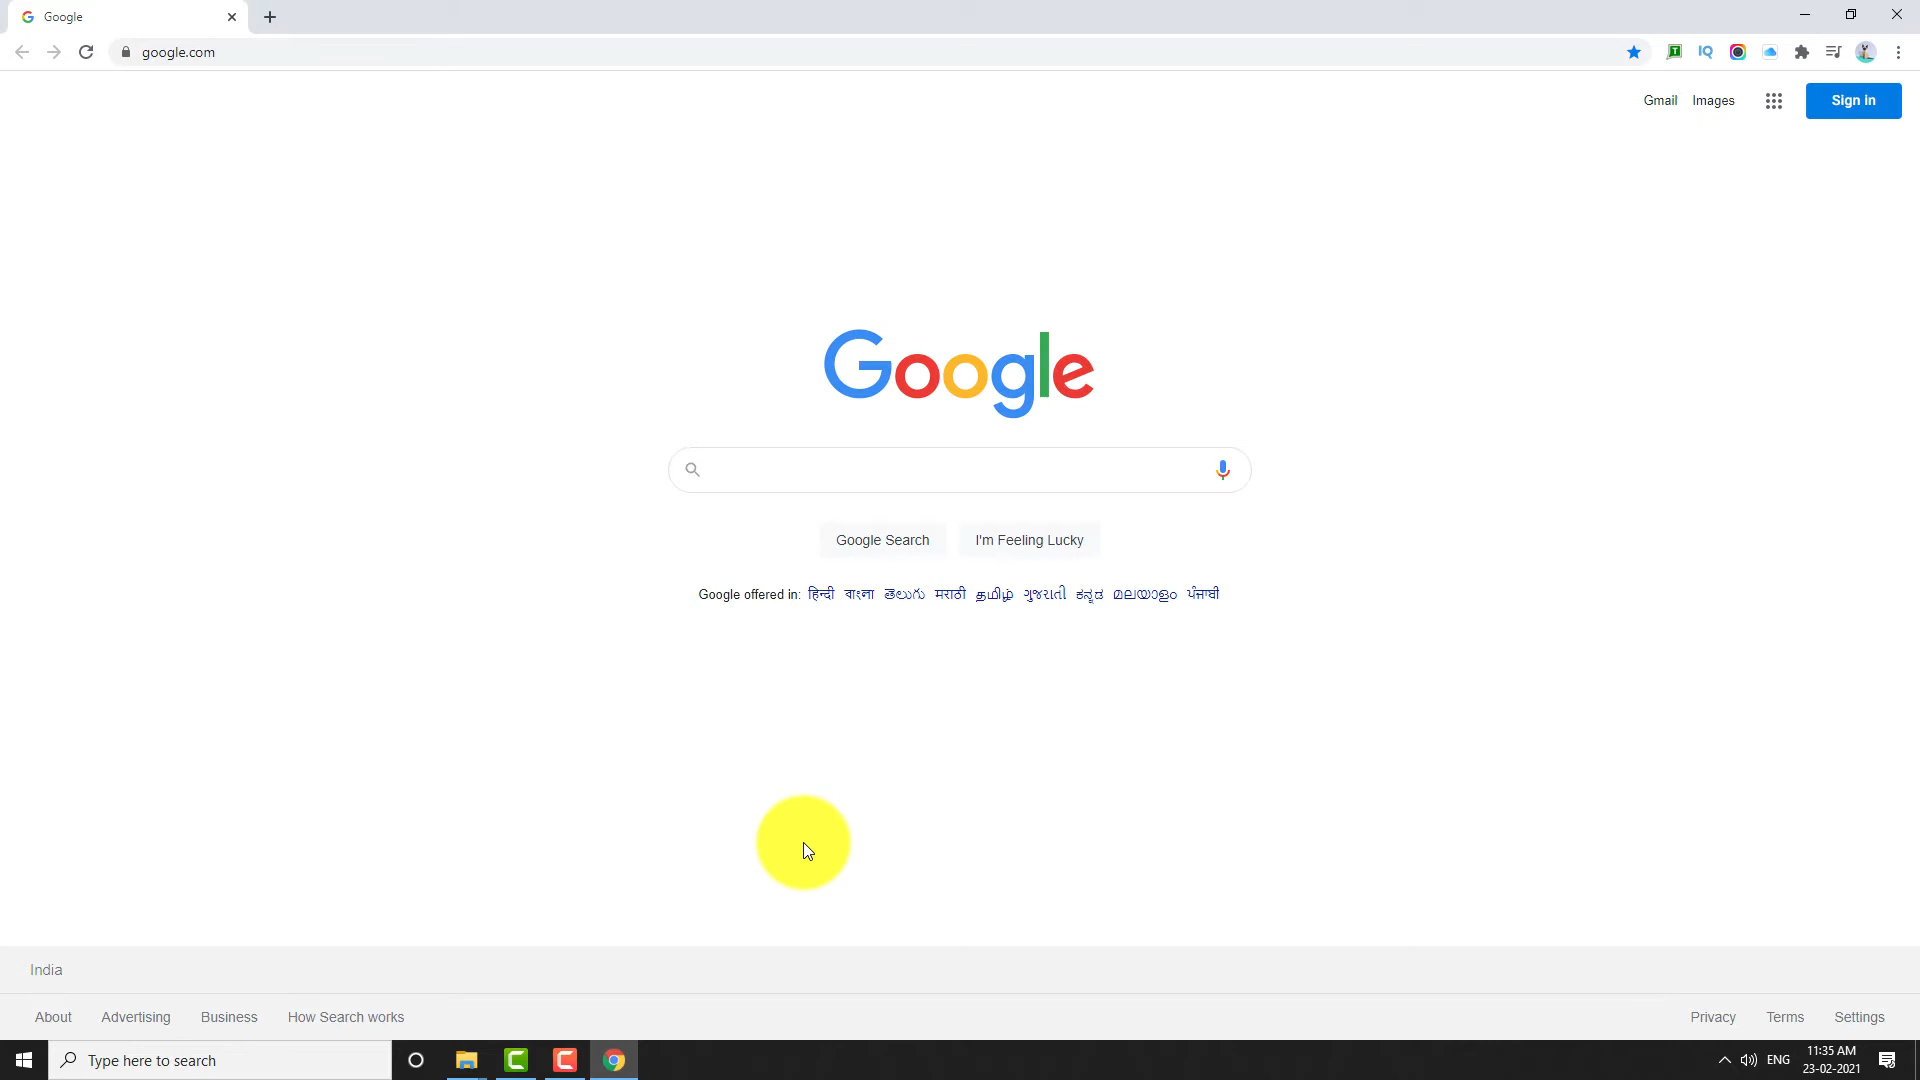 Google
google.com
IQ
Gmail Images Sign in
Google
Google Search I'm Feeling Lucky
Google offered in: हिन्दी বাংলা తెలుగు मराठी தமிழ் ગુજરાતી ಕನ್ನಡ മലയാളം ਪੰਜਾਬੀ
India
About Advertising Business How Search works Privacy Terms Settings
Type here to search ENG 11:35 AM
23-02-2021